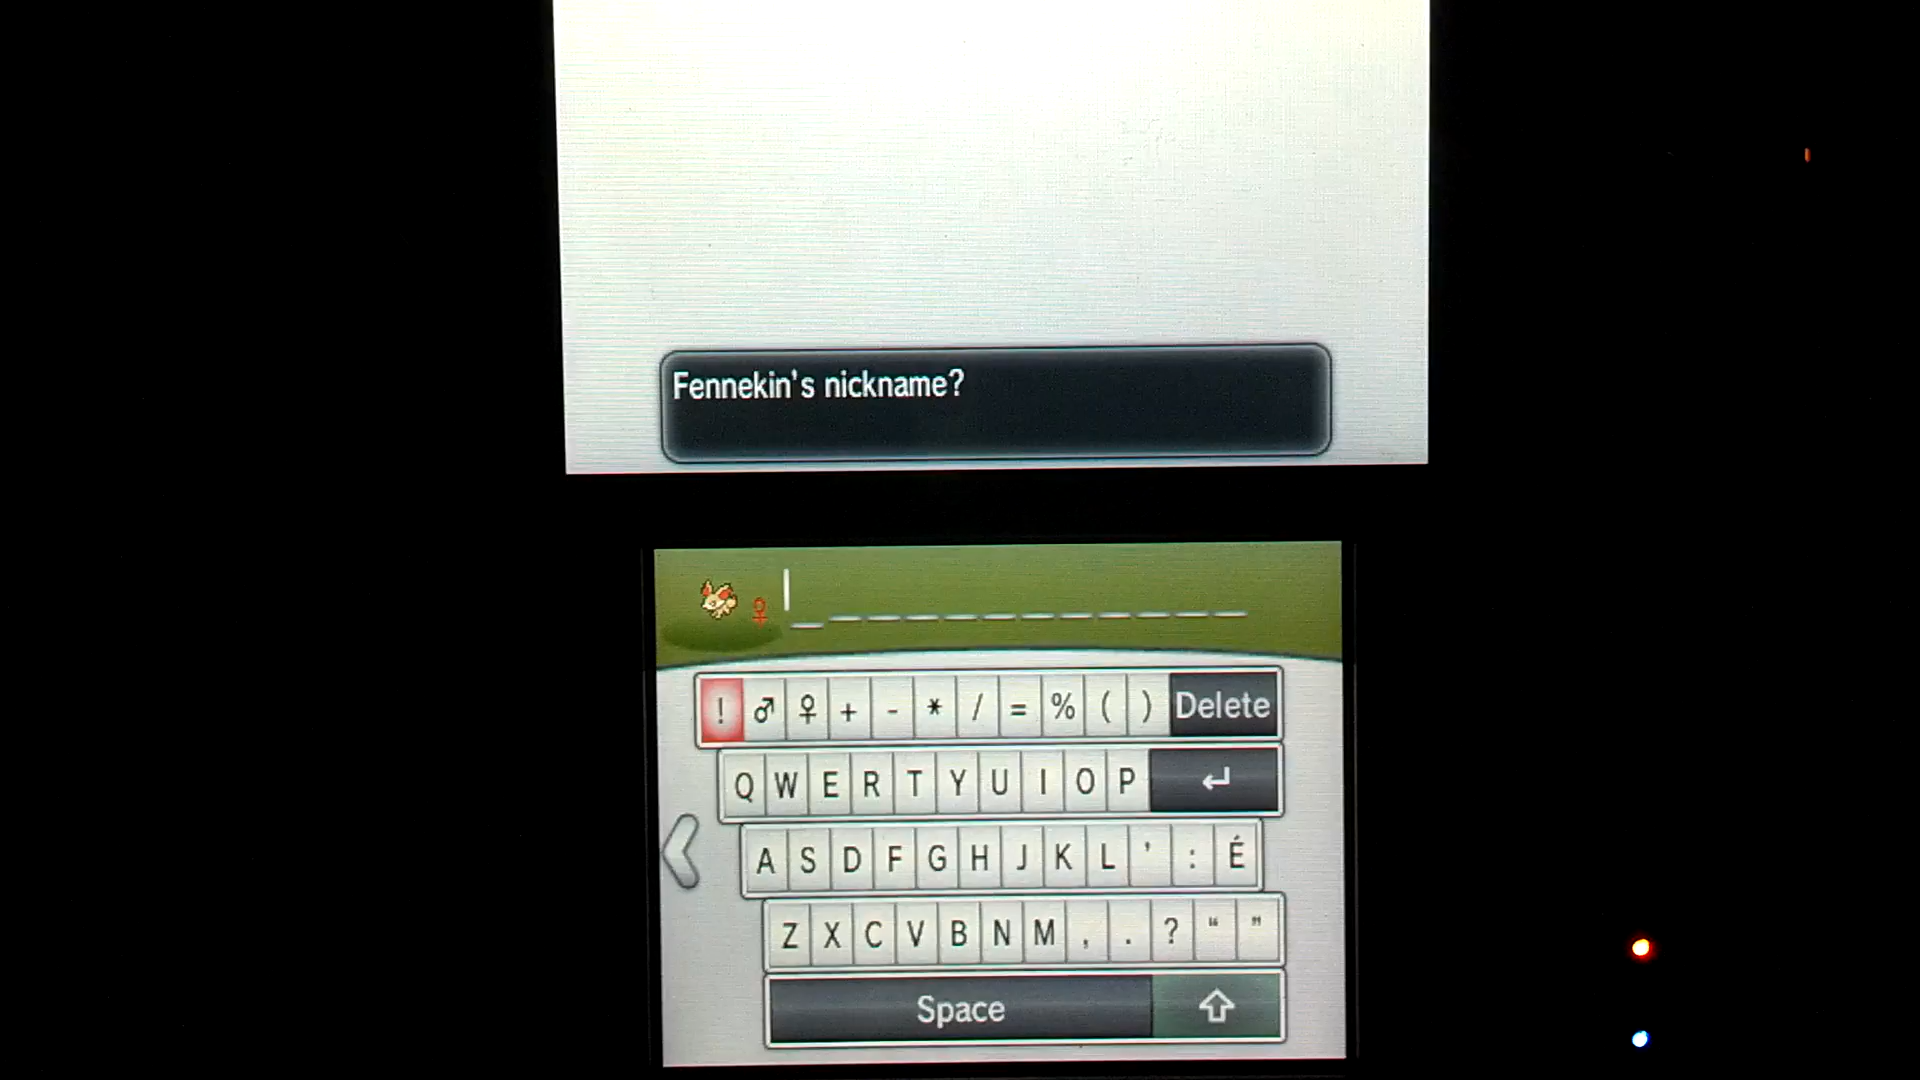 Fennekin's nickname?
♀
! ♂ ♀ + - * / = % ( ) Delete
Q W E R T Y U I O P ↵
A S D F G H J K L ' : É
Z X C V B N M , . ? “ ”
Space ⇧